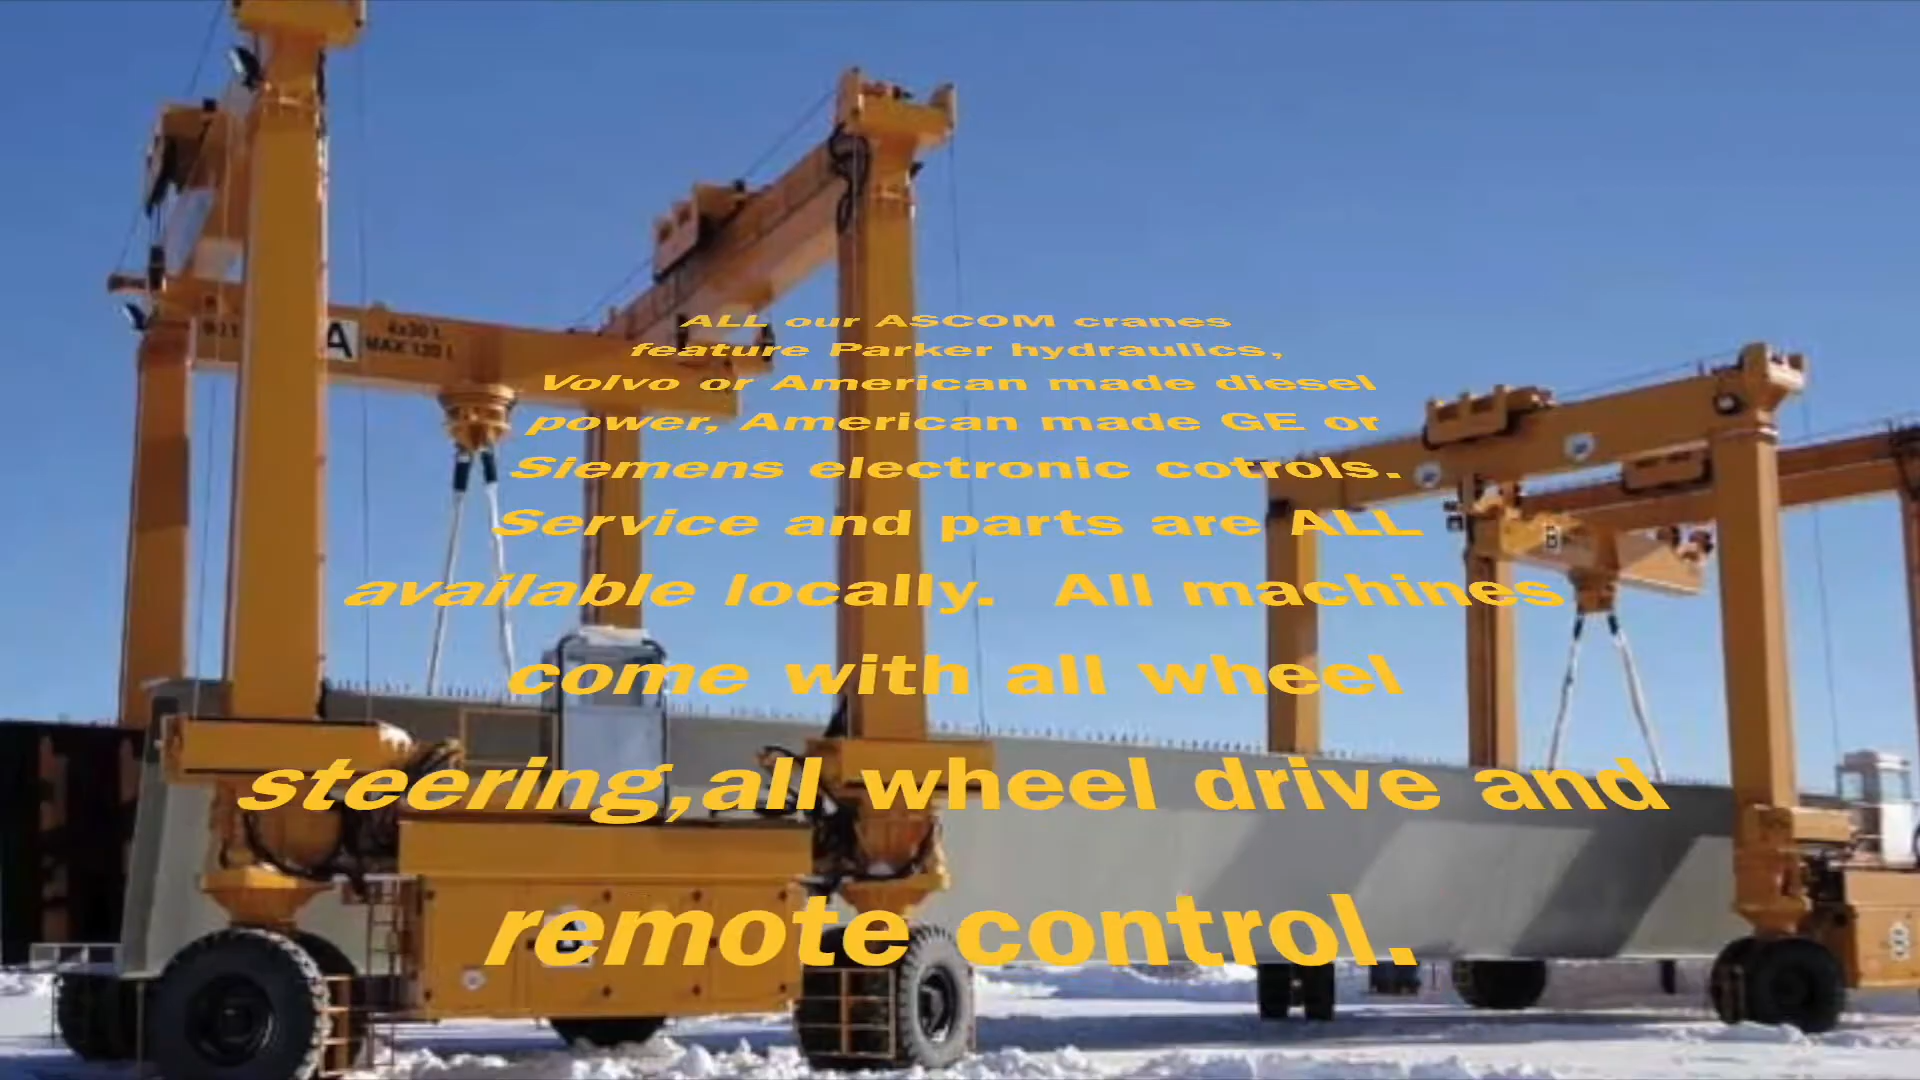 ALL our ASCOM cranes
feature Parker hydraulics,
Volvo or American made diesel
power, American made GE or
Siemens electronic cotrols.
Service and parts are ALL
available locally.  All machines
come with all wheel
steering,all wheel drive and
remote control.
A
4x30 t
MAX 120 t
B